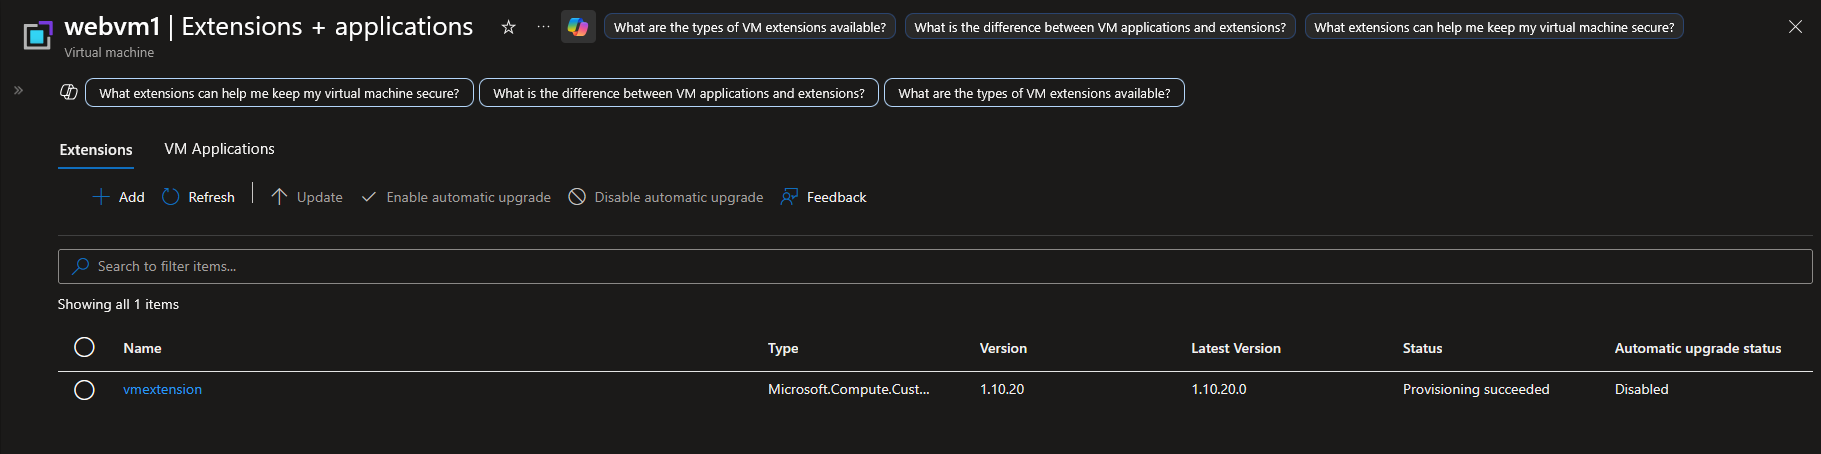 webvm1 | Extensions + applications ☆ ... What are the types of VM extensions available? What is the difference between VM applications and extensions? What extensions can help me keep my virtual machine secure?
Virtual machine
What extensions can help me keep my virtual machine secure? What is the difference between VM applications and extensions? What are the types of VM extensions available?
Extensions VM Applications
Add Refresh Update Enable automatic upgrade Disable automatic upgrade Feedback
Search to filter items...
Showing all 1 items
Name Type Version Latest Version Status Automatic upgrade status
vmextension Microsoft.Compute.Cust... 1.10.20 1.10.20.0 Provisioning succeeded Disabled